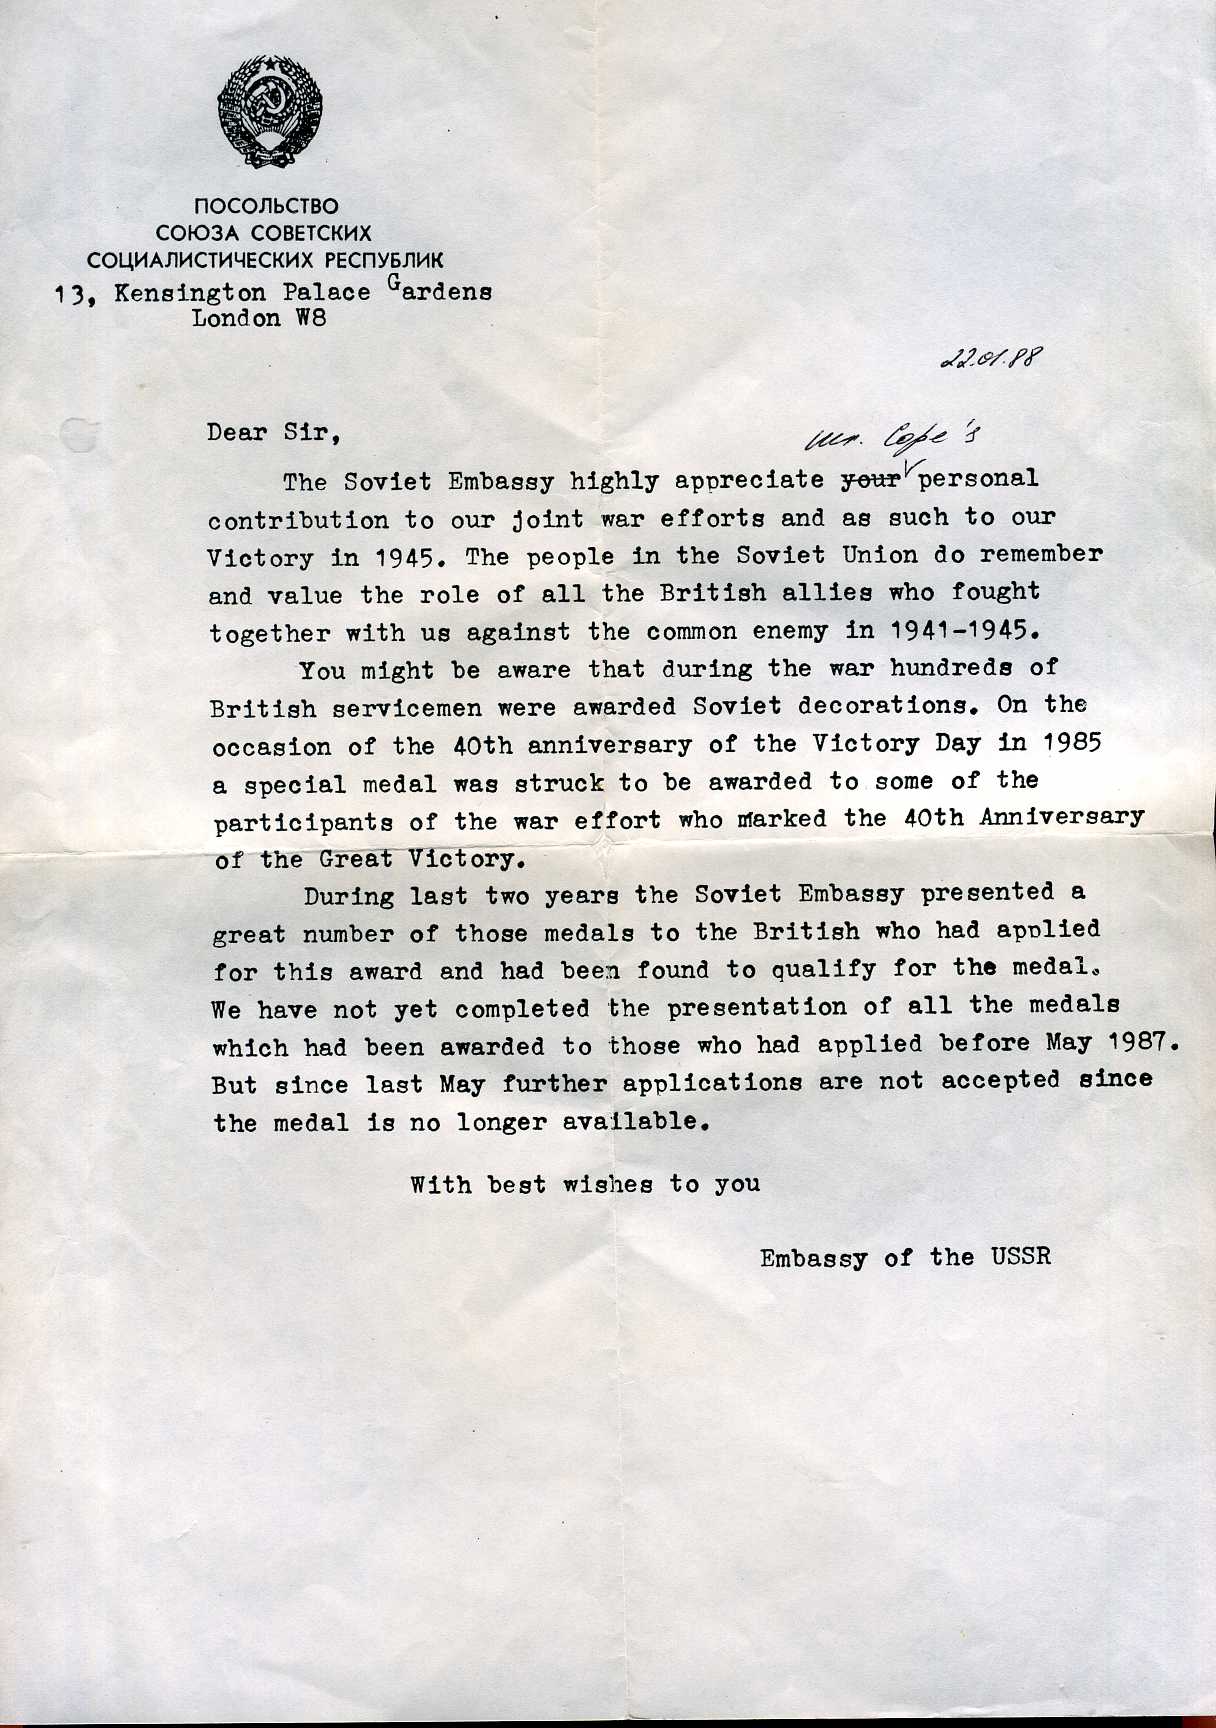 ПОСОЛЬСТВО
СОЮЗА СОВЕТСКИХ
СОЦИАЛИСТИЧЕСКИХ РЕСПУБЛИК
13, Kensington Palace Gardens
London W8
22.01.88
Dear Sir,
Mr. Cope's
The Soviet Embassy highly appreciate your personal
contribution to our joint war efforts and as such to our
Victory in 1945. The people in the Soviet Union do remember
and value the role of all the British allies who fought
together with us against the common enemy in 1941-1945.
You might be aware that during the war hundreds of
British servicemen were awarded Soviet decorations. On the
occasion of the 40th anniversary of the Victory Day in 1985
a special medal was struck to be awarded to some of the
participants of the war effort who marked the 40th Anniversary
of the Great Victory.
During last two years the Soviet Embassy presented a
great number of those medals to the British who had applied
for this award and had been found to qualify for the medal.
We have not yet completed the presentation of all the medals
which had been awarded to those who had applied before May 1987.
But since last May further applications are not accepted since
the medal is no longer available.
With best wishes to you
Embassy of the USSR